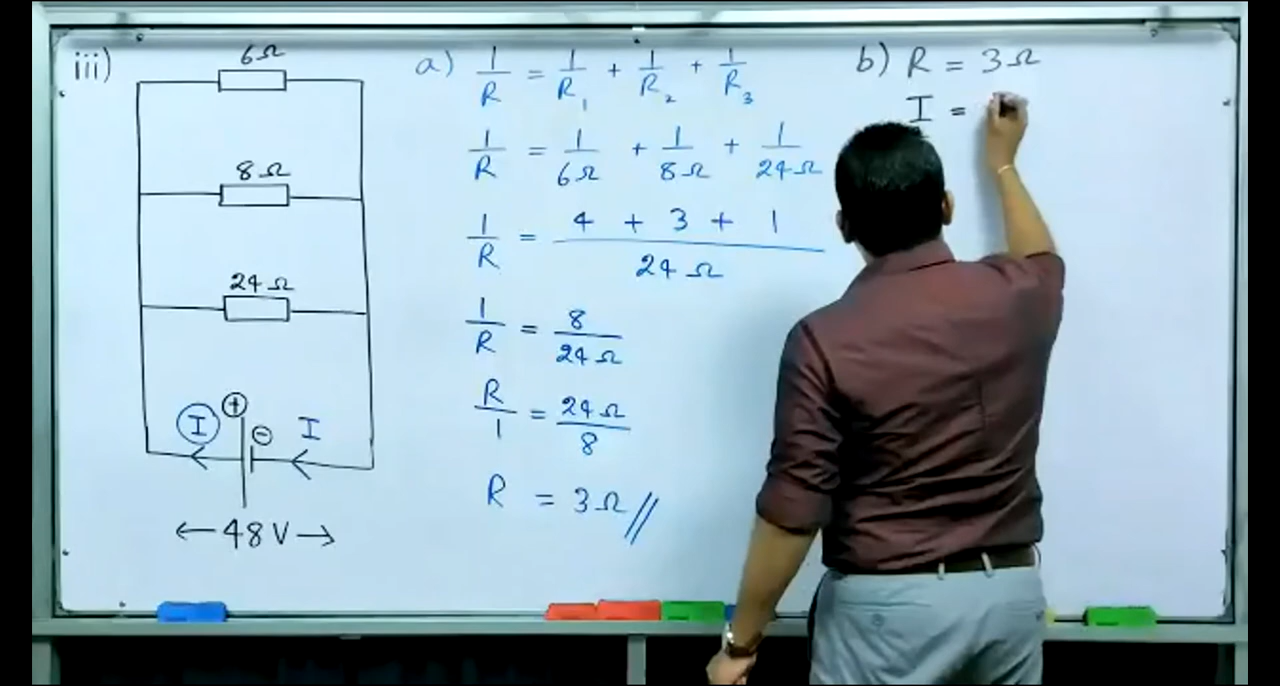 iii)
6Ω
8Ω
24Ω
I + - I
← 48V →
a) 1/R = 1/R₁ + 1/R₂ + 1/R₃
1/R = 1/6Ω + 1/8Ω + 1/24Ω
1/R = 4 + 3 + 1 / 24Ω
1/R = 8/24Ω
R/1 = 24Ω/8
R = 3Ω //
b) R = 3Ω
I =